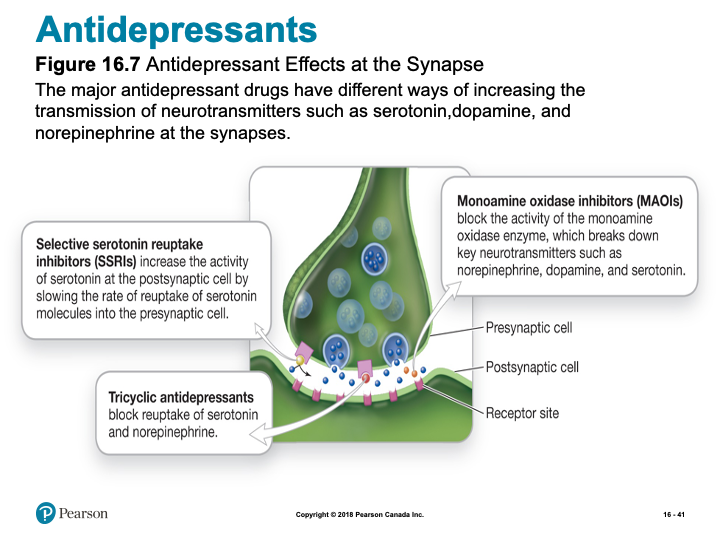 Antidepressants
Figure 16.7 Antidepressant Effects at the Synapse
The major antidepressant drugs have different ways of increasing the
transmission of neurotransmitters such as serotonin,dopamine, and
norepinephrine at the synapses.
Monoamine oxidase inhibitors (MAOIs)
block the activity of the monoamine
oxidase enzyme, which breaks down
key neurotransmitters such as
norepinephrine, dopamine, and serotonin.
Selective serotonin reuptake
inhibitors (SSRIs) increase the activity
of serotonin at the postsynaptic cell by
slowing the rate of reuptake of serotonin
molecules into the presynaptic cell.
Presynaptic cell
Postsynaptic cell
Receptor site
Tricyclic antidepressants
block reuptake of serotonin
and norepinephrine.
P Pearson
Copyright © 2018 Pearson Canada Inc.
16 - 41